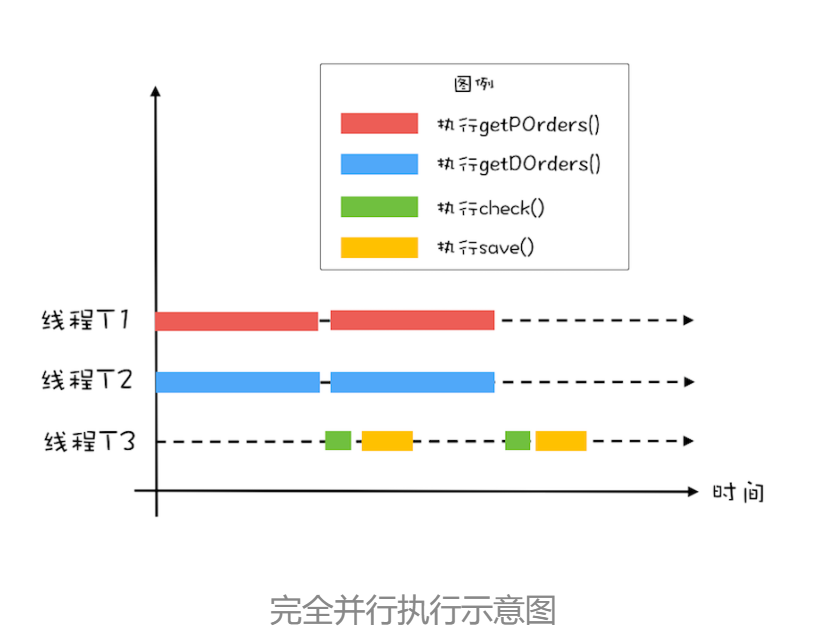 图例
执行getPOrders()
执行getDOrders()
执行check()
执行save()
线程T1
线程T2
线程T3
时间
完全并行执行示意图